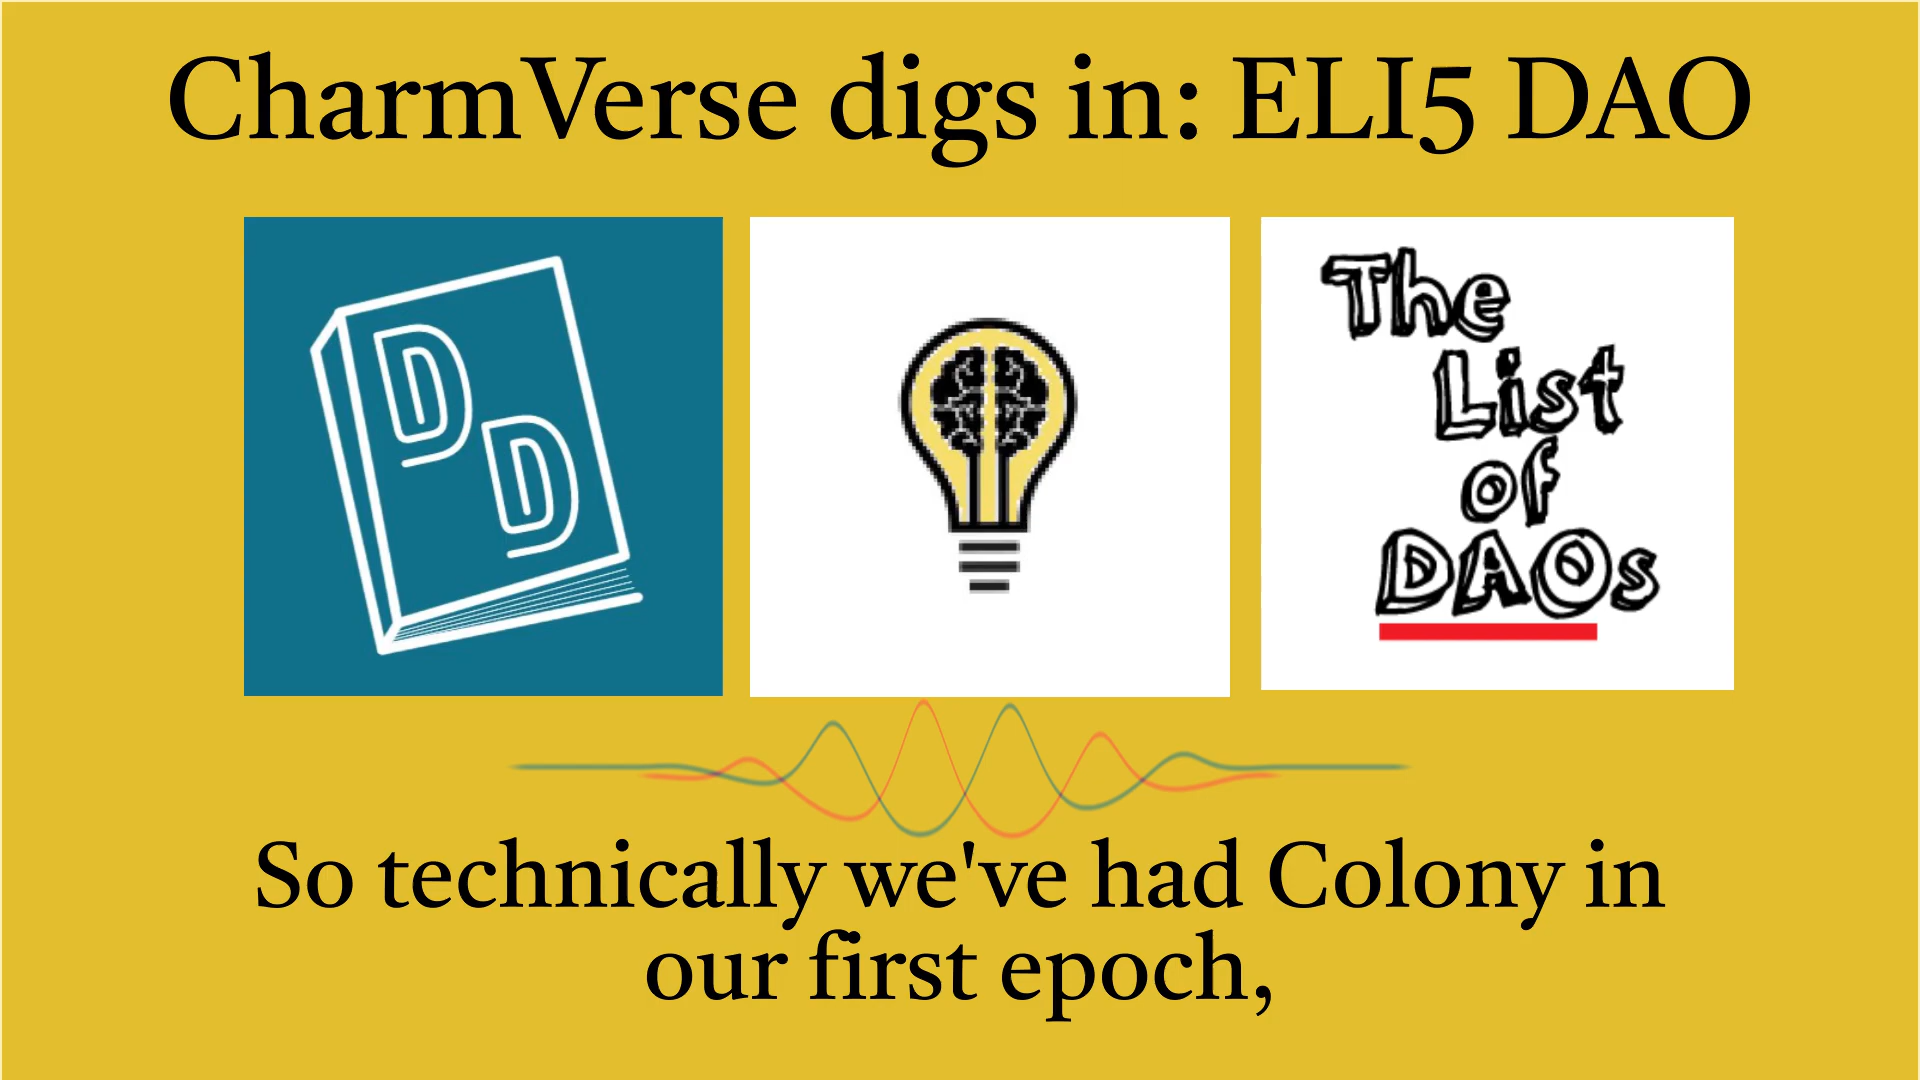 CharmVerse digs in: ELI5 DAO
D
D
The
List
of
DAOs
So technically we've had Colony in
our first epoch,